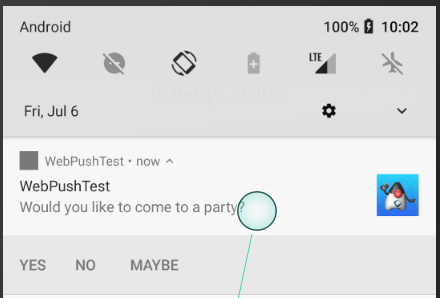 Android 100% 10:02
LTE
Fri, Jul 6
WebPushTest • now
WebPushTest
Would you like to come to a party?
YES NO MAYBE